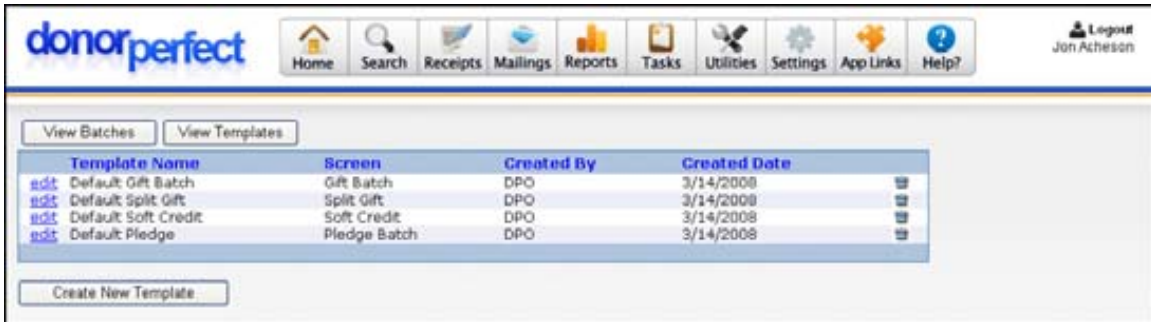 donorperfect
Home Search Receipts Mailings Reports Tasks Utilities Settings App Links Help?
Logout
Jon Acheson
View Batches View Templates
Template Name Screen Created By Created Date
edit Default Gift Batch Gift Batch DPO 3/14/2008
edit Default Split Gift Split Gift DPO 3/14/2008
edit Default Soft Credit Soft Credit DPO 3/14/2008
edit Default Pledge Pledge Batch DPO 3/14/2008
Create New Template